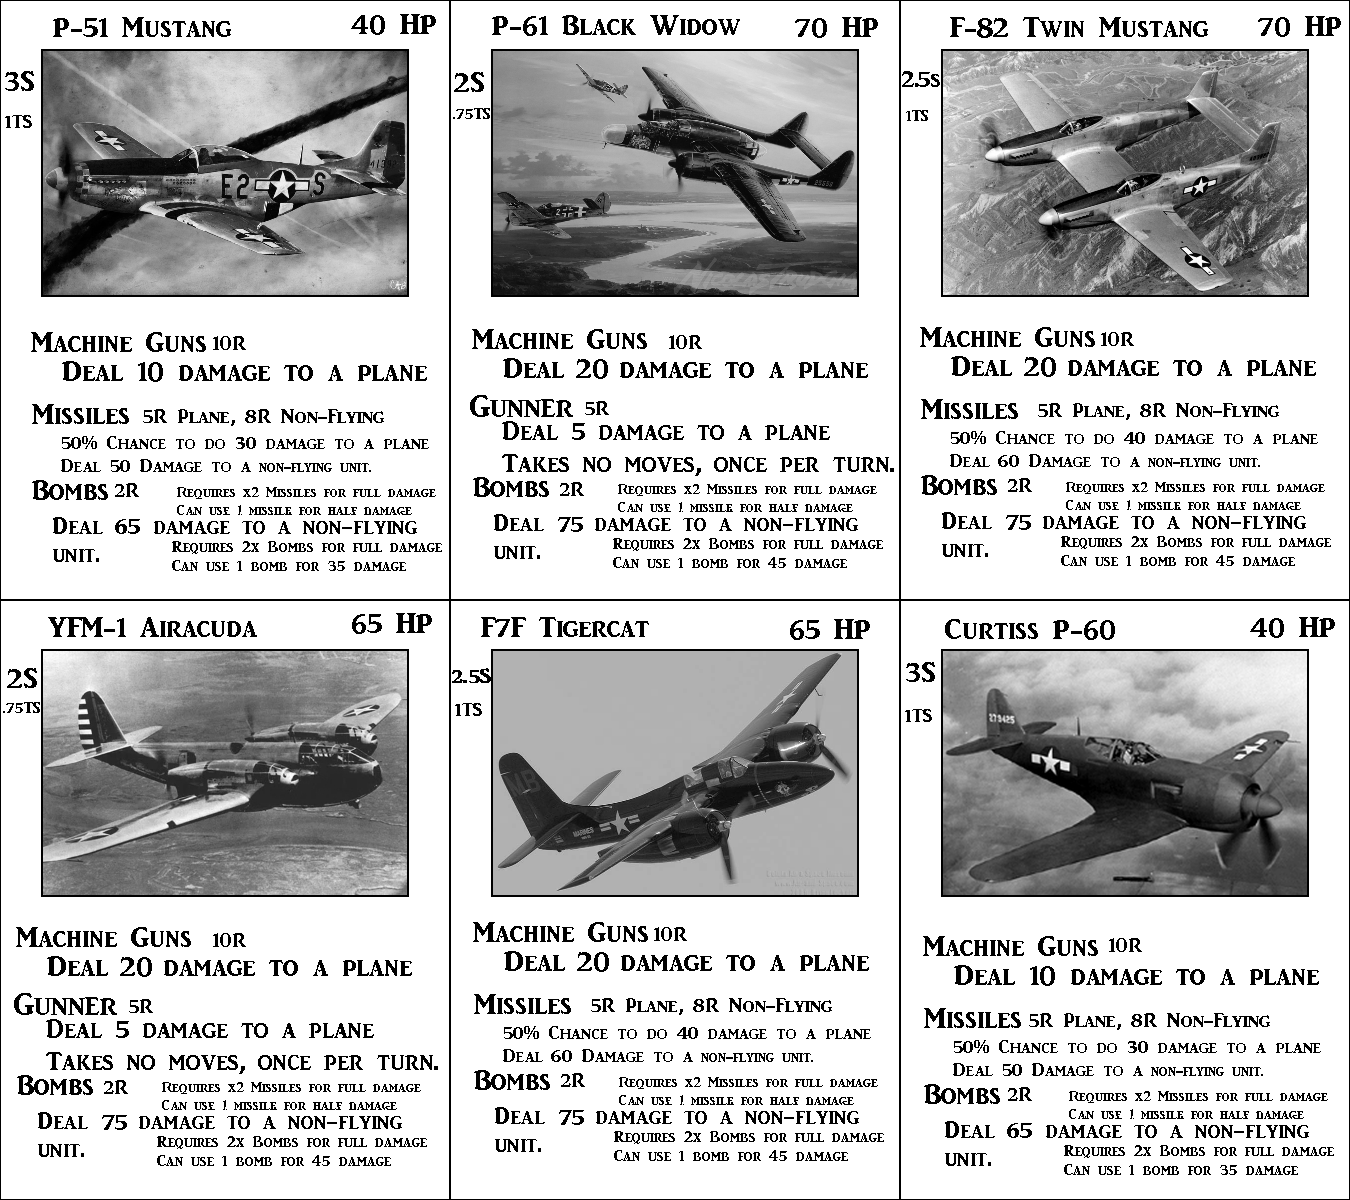 P-51 Mustang 40 HP
3S
1TS
E2 S
Machine Guns 10R
Deal 10 damage to a plane
Missiles 5R Plane, 8R Non-Flying
50% Chance to do 30 damage to a plane
Deal 50 Damage to a non-flying unit.
Bombs 2R Requires x2 Missiles for full damage
Can use 1 missile for half damage
Deal 65 damage to a non-flying
unit. Requires 2x Bombs for full damage
Can use 1 bomb for 35 damage
P-61 Black Widow 70 HP
2S
.75TS
Machine Guns 10R
Deal 20 damage to a plane
Gunner 5R
Deal 5 damage to a plane
Takes no moves, once per turn.
Bombs 2R Requires x2 Missiles for full damage
Can use 1 missile for half damage
Deal 75 damage to a non-flying
unit. Requires 2x Bombs for full damage
Can use 1 bomb for 45 damage
F-82 Twin Mustang 70 HP
2.5S
1TS
Machine Guns 10R
Deal 20 damage to a plane
Missiles 5R Plane, 8R Non-Flying
50% Chance to do 40 damage to a plane
Deal 60 Damage to a non-flying unit.
Bombs 2R Requires x2 Missiles for full damage
Can use 1 missile for half damage
Deal 75 damage to a non-flying
unit. Requires 2x Bombs for full damage
Can use 1 bomb for 45 damage
YFM-1 Airacuda 65 HP
2S
.75TS
Machine Guns 10R
Deal 20 damage to a plane
Gunner 5R
Deal 5 damage to a plane
Takes no moves, once per turn.
Bombs 2R Requires x2 Missiles for full damage
Can use 1 missile for half damage
Deal 75 damage to a non-flying
unit. Requires 2x Bombs for full damage
Can use 1 bomb for 45 damage
F7F Tigercat 65 HP
2.5S
1TS
MARINES
Machine Guns 10R
Deal 20 damage to a plane
Missiles 5R Plane, 8R Non-Flying
50% Chance to do 40 damage to a plane
Deal 60 Damage to a non-flying unit.
Bombs 2R Requires x2 Missiles for full damage
Can use 1 missile for half damage
Deal 75 damage to a non-flying
unit. Requires 2x Bombs for full damage
Can use 1 bomb for 45 damage
Curtiss P-60 40 HP
3S
1TS
279425
Machine Guns 10R
Deal 10 damage to a plane
Missiles 5R Plane, 8R Non-Flying
50% Chance to do 30 damage to a plane
Deal 50 Damage to a non-flying unit.
Bombs 2R Requires x2 Missiles for full damage
Can use 1 missile for half damage
Deal 65 damage to a non-flying
unit. Requires 2x Bombs for full damage
Can use 1 bomb for 35 damage